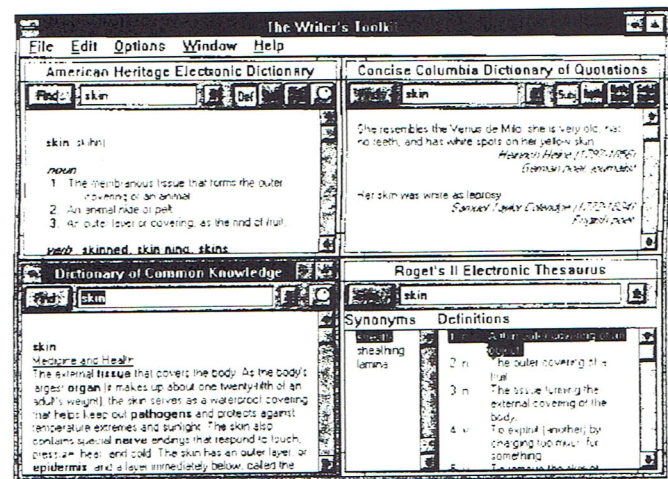 The Writer's Toolkit
File Edit Options Window Help
American Heritage Electronic Dictionary
Find: skin Def
skin
noun
1. The membranous tissue that forms the outer
covering of an animal.
2. An animal hide or pelt.
3. An outer layer or covering, as the rind of fruit.
verb skinned, skin·ning, skins
Concise Columbia Dictionary of Quotations
skin
She resembles the Venus de Milo: she is very old, has
no teeth, and has white spots on her yellow skin.
Heinrich Heine (1797-1856)
German poet, journalist
Her skin was white as leprosy.
Samuel Taylor Coleridge (1772-1834)
English poet
Dictionary of Common Knowledge
Find: skin
skin
Medicine and Health
The external tissue that covers the body. As the body's
largest organ (it makes up about one twenty-fifth of an
adult's weight), the skin serves as a waterproof covering
that helps keep out pathogens and protects against
temperature extremes and sunlight. The skin also
contains special nerve endings that respond to touch,
pressure, heat, and cold. The skin has an outer layer, or
epidermis, and a layer immediately below, called the
Roget's II Electronic Thesaurus
skin
Synonyms Definitions
sheathing
lamina
2 n The outer covering of a
fruit.
3 n The tissue forming the
external covering of the
body.
4 v To exploit (another) by
charging too much for
something.